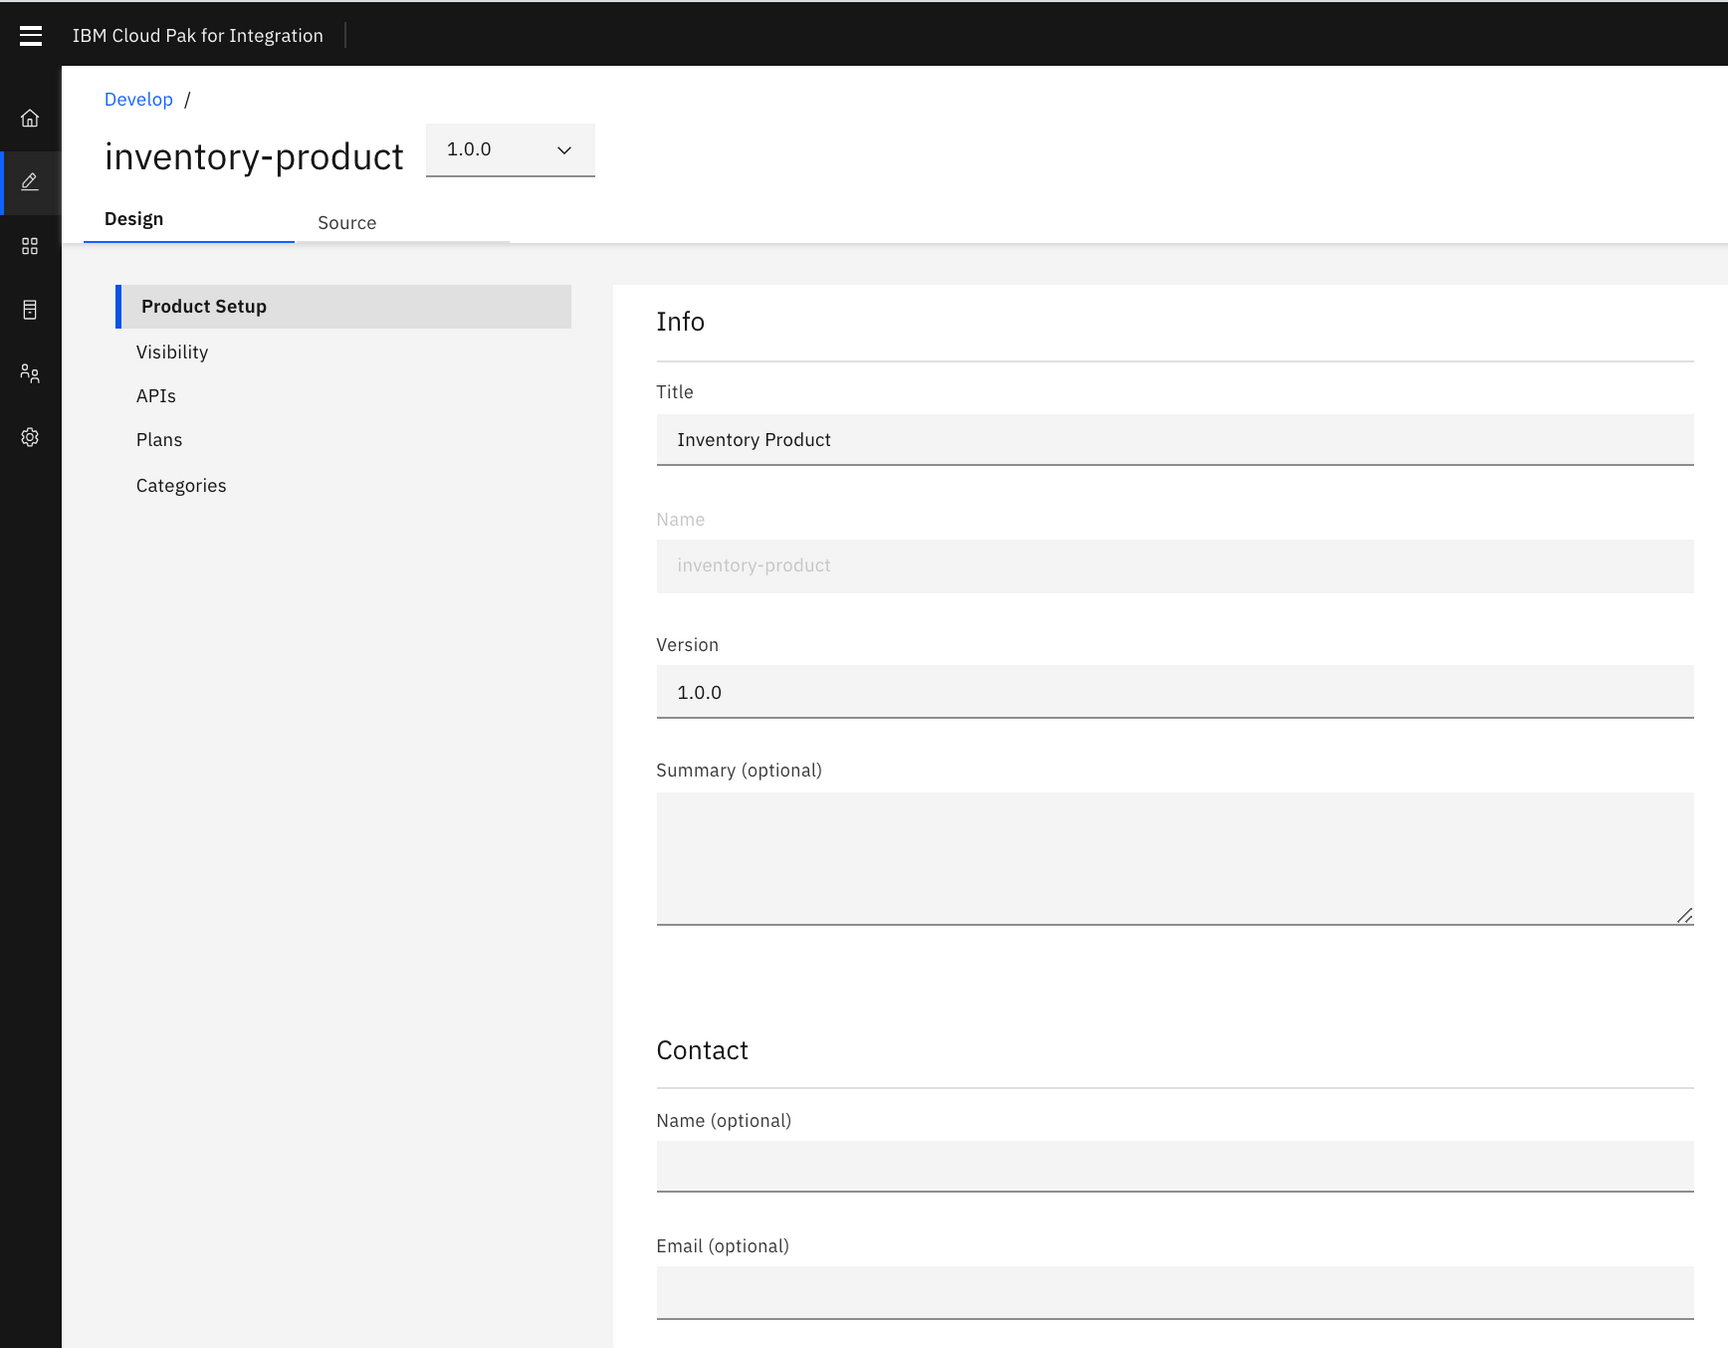 IBM Cloud Pak for Integration
Develop /
inventory-product
1.0.0
Design
Source
Product Setup
Visibility
APIs
Plans
Categories
Info
Title
Inventory Product
Name
inventory-product
Version
1.0.0
Summary (optional)
Contact
Name (optional)
Email (optional)